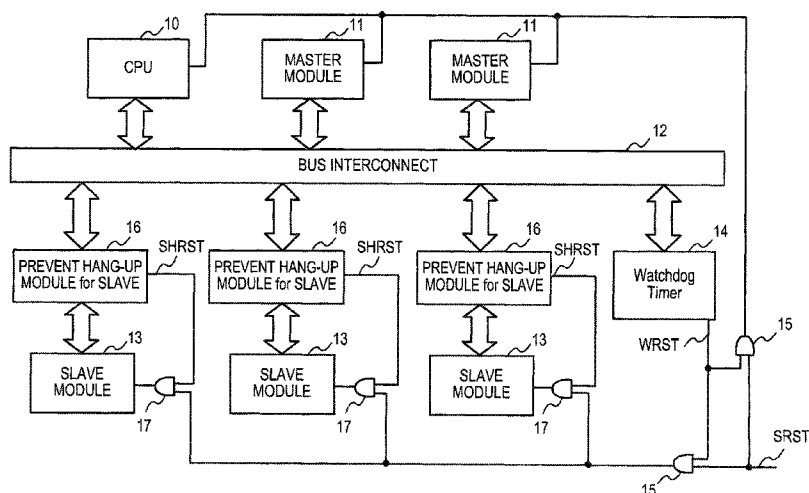 10
11
11
CPU
MASTER
MODULE
MASTER
MODULE
12
BUS INTERCONNECT
16
16
16
14
SHRST
SHRST
SHRST
PREVENT HANG-UP
MODULE for SLAVE
PREVENT HANG-UP
MODULE for SLAVE
PREVENT HANG-UP
MODULE for SLAVE
Watchdog
Timer
13
13
13
WRST
15
SLAVE
MODULE
SLAVE
MODULE
SLAVE
MODULE
17
17
17
SRST
15